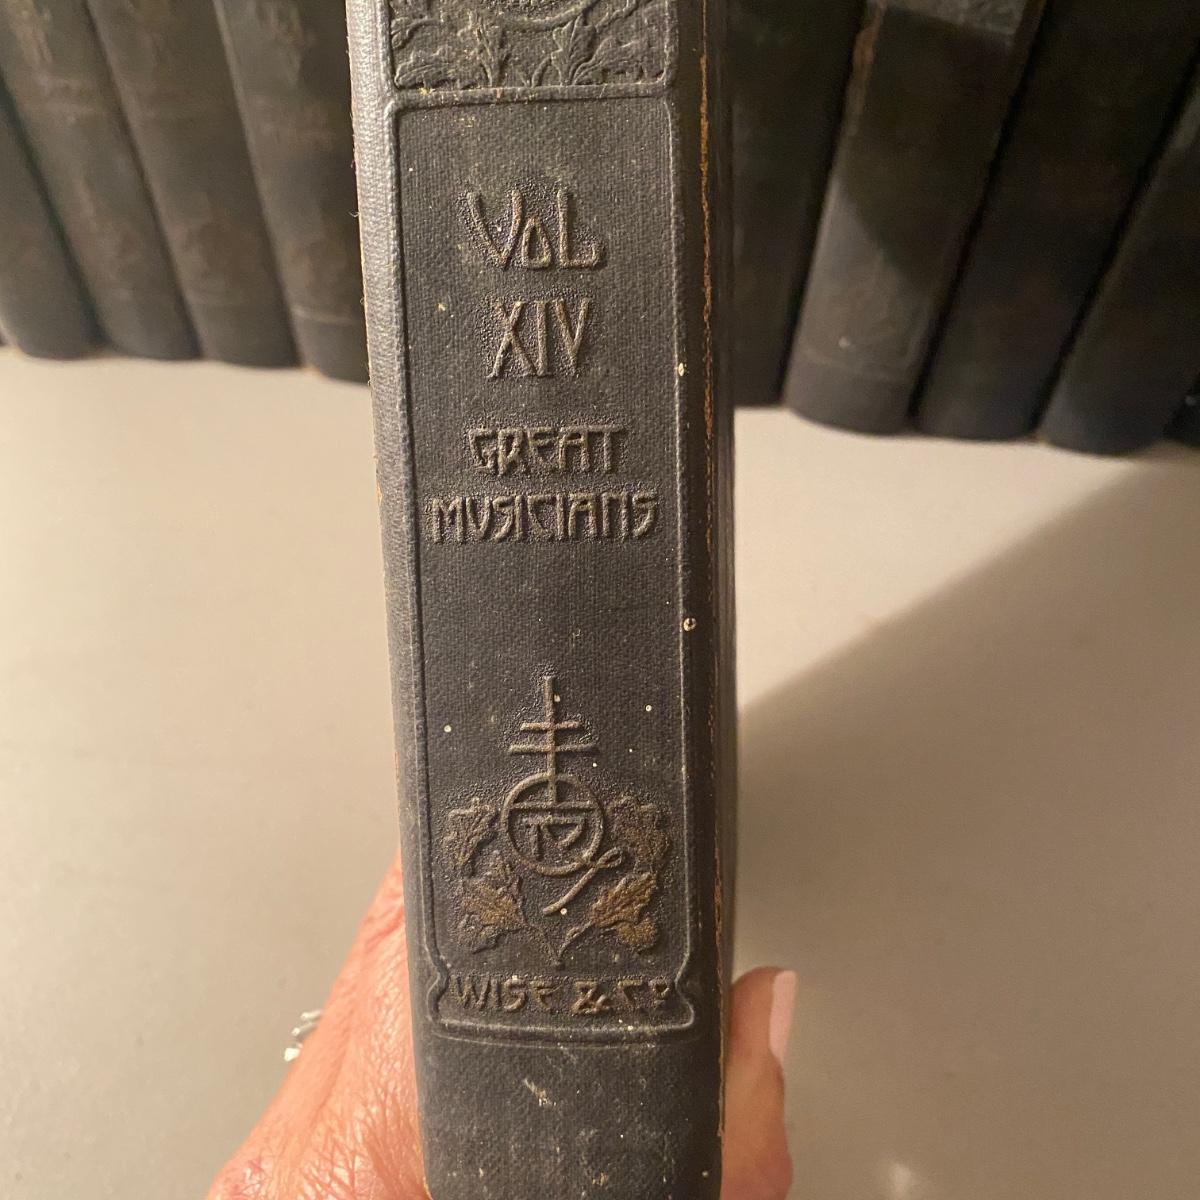 VOL
XIV
GREAT
MUSICIANS
WISE & Co